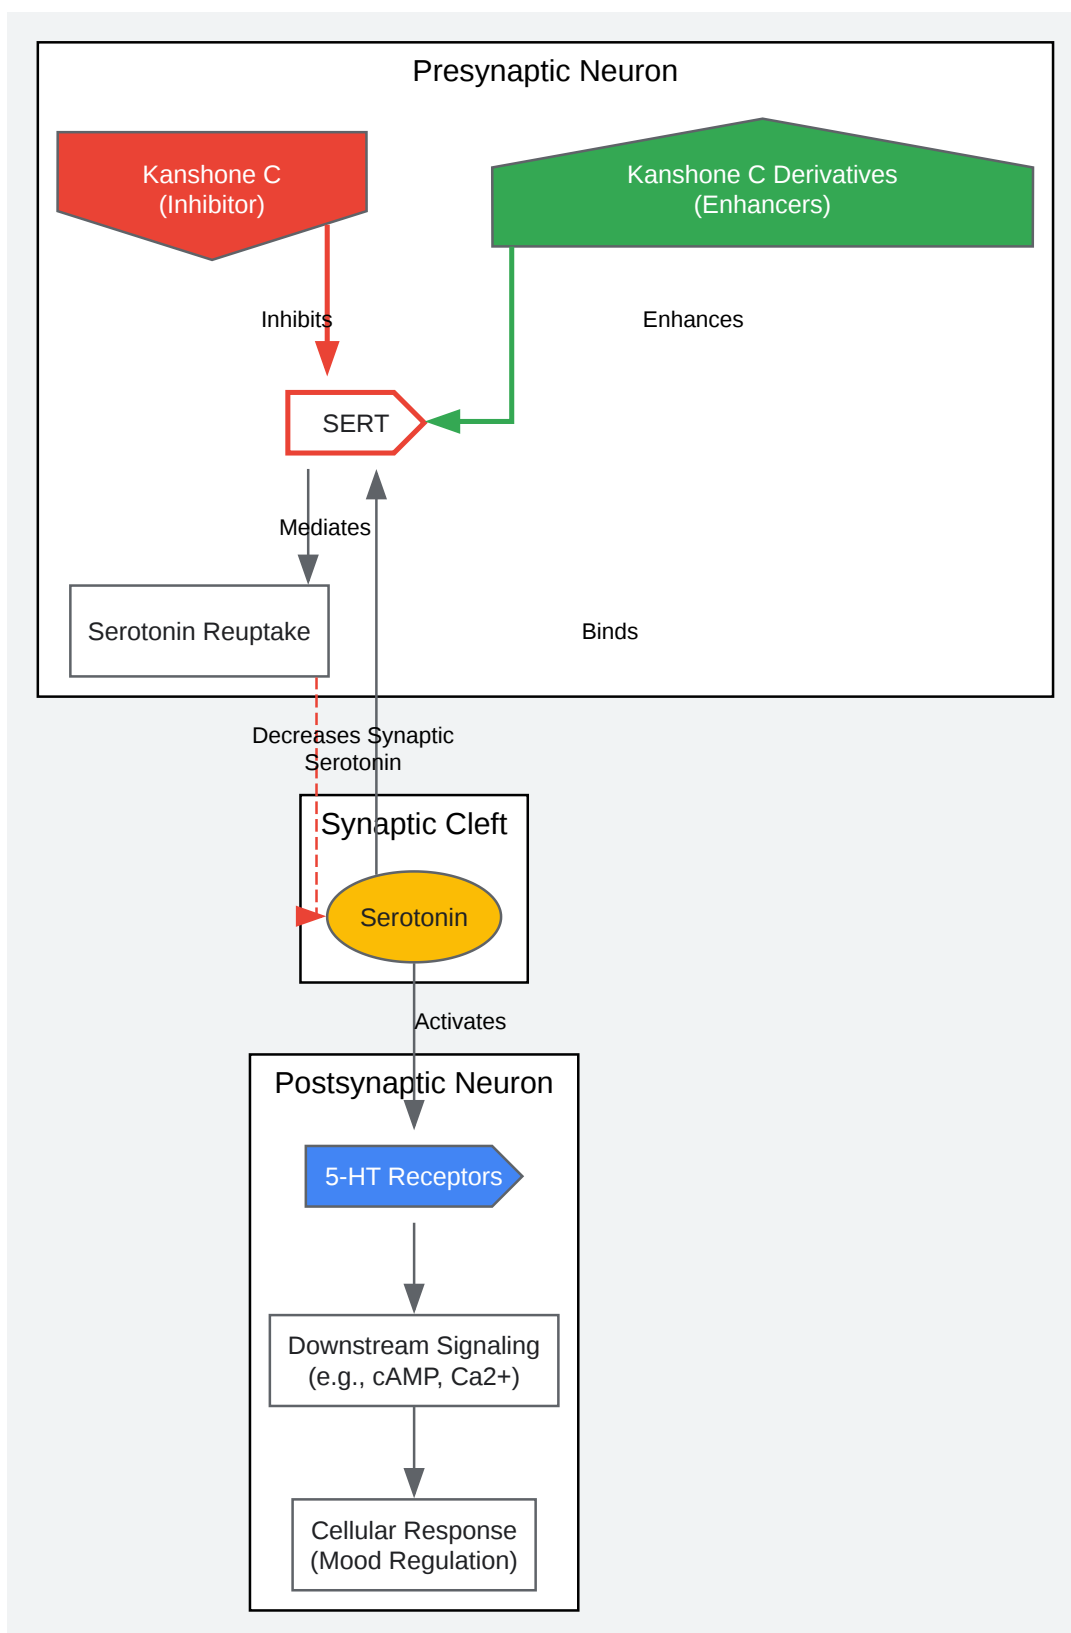 Presynaptic Neuron
Kanshone C
(Inhibitor)
Kanshone C Derivatives
(Enhancers)
Inhibits
Enhances
SERT
Mediates
Serotonin Reuptake
Binds
Decreases Synaptic
Serotonin
Synaptic Cleft
Serotonin
Activates
Postsynaptic Neuron
5-HT Receptors
Downstream Signaling
(e.g., cAMP, Ca2+)
Cellular Response
(Mood Regulation)